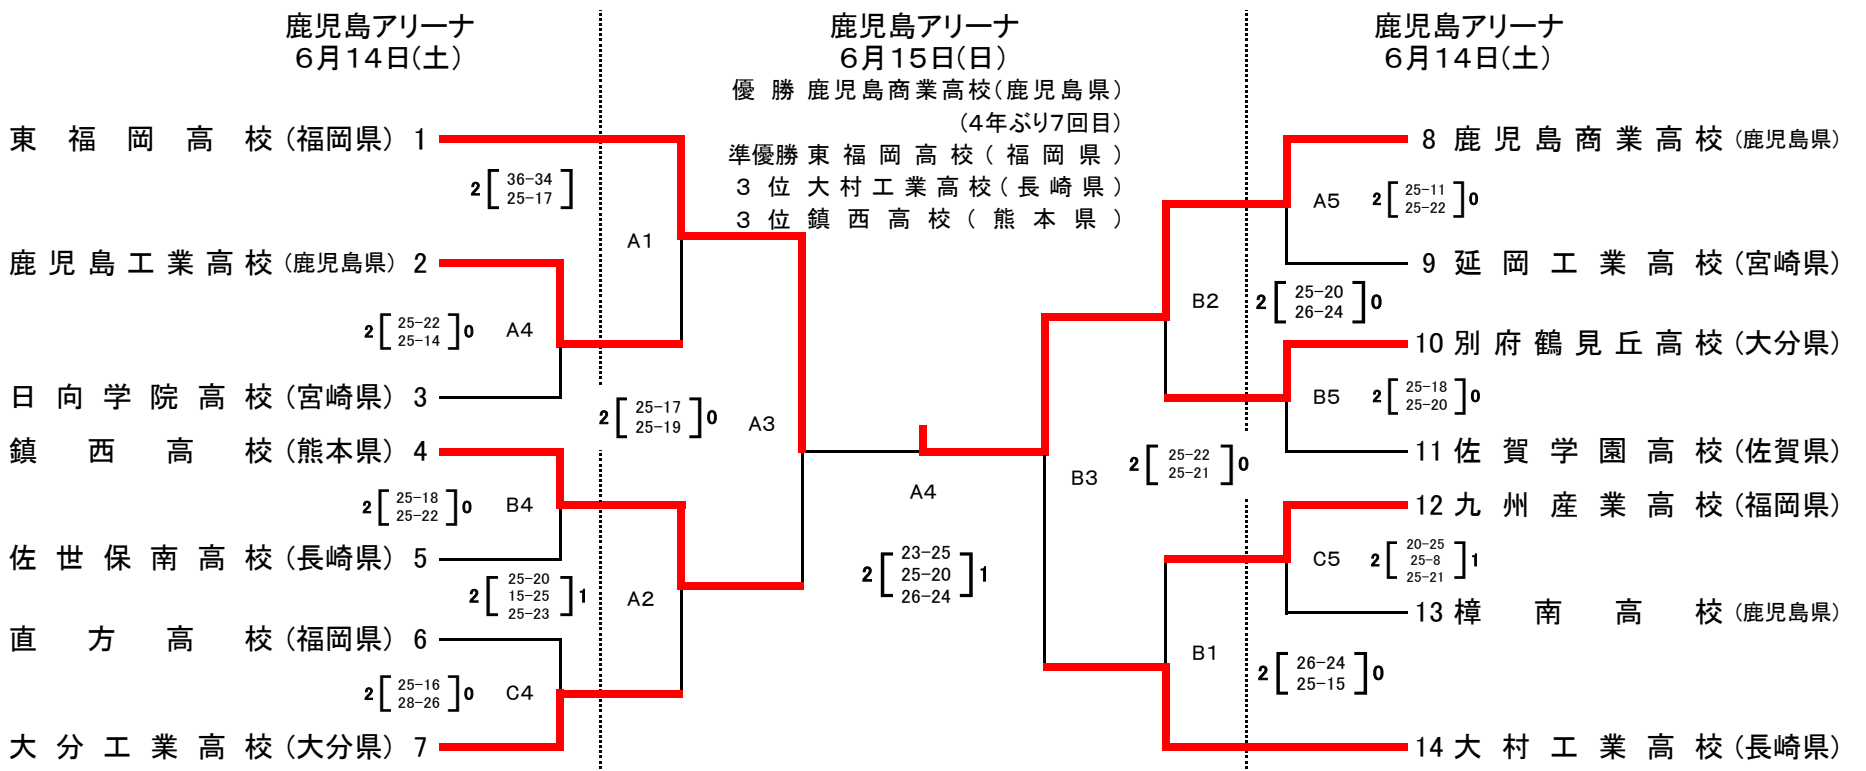 鹿児島アリーナ
6月14日(土)
鹿児島アリーナ
6月15日(日)
鹿児島アリーナ
6月14日(土)
優勝 鹿児島商業高校(鹿児島県)
(4年ぶり7回目)
準優勝 東福岡高校(福岡県)
3位 大村工業高校(長崎県)
3位 鎮西高校(熊本県)
東福岡高校(福岡県) 1
2 [36-34
25-17]
A1
鹿児島工業高校(鹿児島県) 2
2 [25-22
25-14] 0
A4
日向学院高校(宮崎県) 3
2 [25-17
25-19] 0
A3
鎮西高校(熊本県) 4
2 [25-18
25-22] 0
B4
佐世保南高校(長崎県) 5
2 [25-20
15-25
25-23] 1
A2
直方高校(福岡県) 6
2 [25-16
28-26] 0
C4
大分工業高校(大分県) 7
A4
2 [23-25
25-20
26-24] 1
8 鹿児島商業高校(鹿児島県)
A5
2 [25-11
25-22] 0
9 延岡工業高校(宮崎県)
B2
2 [25-20
26-24] 0
10 別府鶴見丘高校(大分県)
B5
2 [25-18
25-20] 0
11 佐賀学園高校(佐賀県)
B3
2 [25-22
25-21] 0
12 九州産業高校(福岡県)
C5
2 [20-25
25-8
25-21] 1
13 樟南高校(鹿児島県)
B1
2 [26-24
25-15] 0
14 大村工業高校(長崎県)